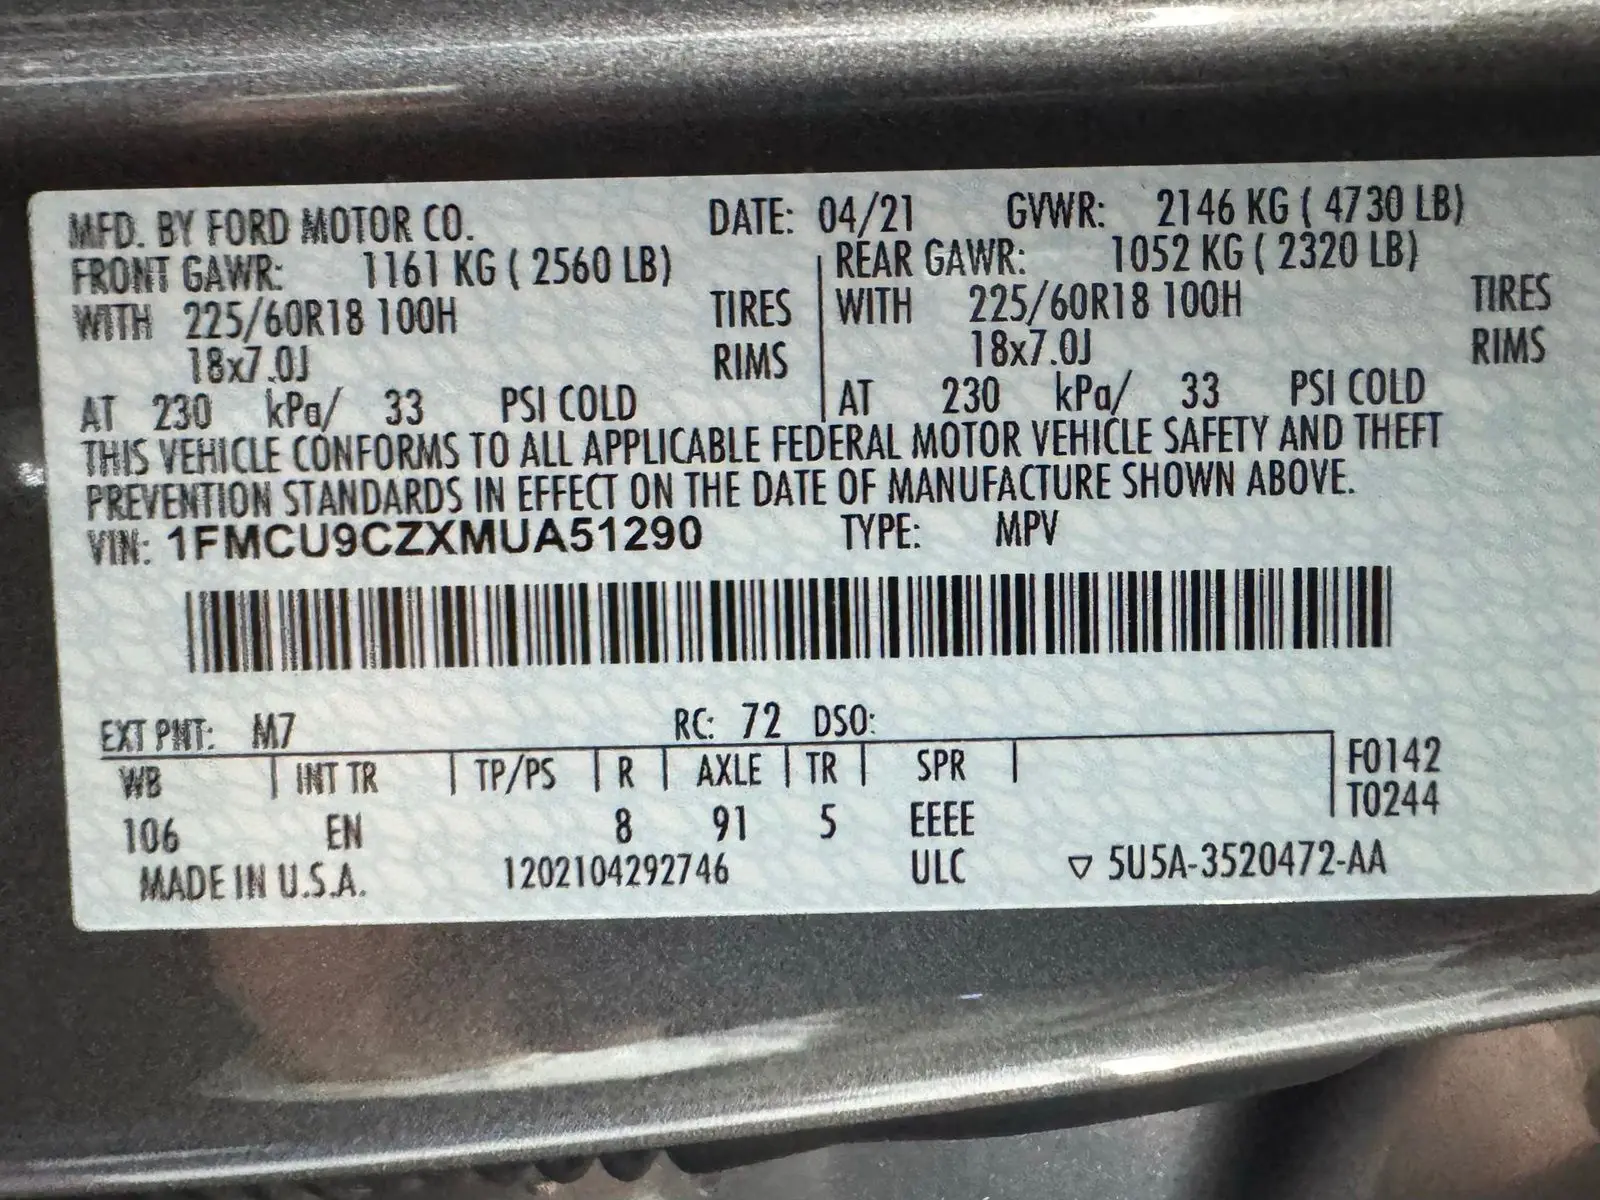 MFD. BY FORD MOTOR CO. DATE: 04/21 GVWR: 2146 KG ( 4730 LB)
FRONT GAWR: 1161 KG ( 2560 LB) REAR GAWR: 1052 KG ( 2320 LB)
WITH 225/60R18 100H TIRES WITH 225/60R18 100H TIRES
18x7.0J RIMS 18x7.0J RIMS
AT 230 kPa/ 33 PSI COLD AT 230 kPa/ 33 PSI COLD
THIS VEHICLE CONFORMS TO ALL APPLICABLE FEDERAL MOTOR VEHICLE SAFETY AND THEFT
PREVENTION STANDARDS IN EFFECT ON THE DATE OF MANUFACTURE SHOWN ABOVE.
VIN: 1FMCU9CZXMUA51290 TYPE: MPV
EXT PNT: M7 RC: 72 DSO:
WB INT TR TP/PS R AXLE TR SPR F0142
T0244
106 EN 8 91 5 EEEE
MADE IN U.S.A. 1202104292746 ULC ▽ 5U5A-3520472-AA